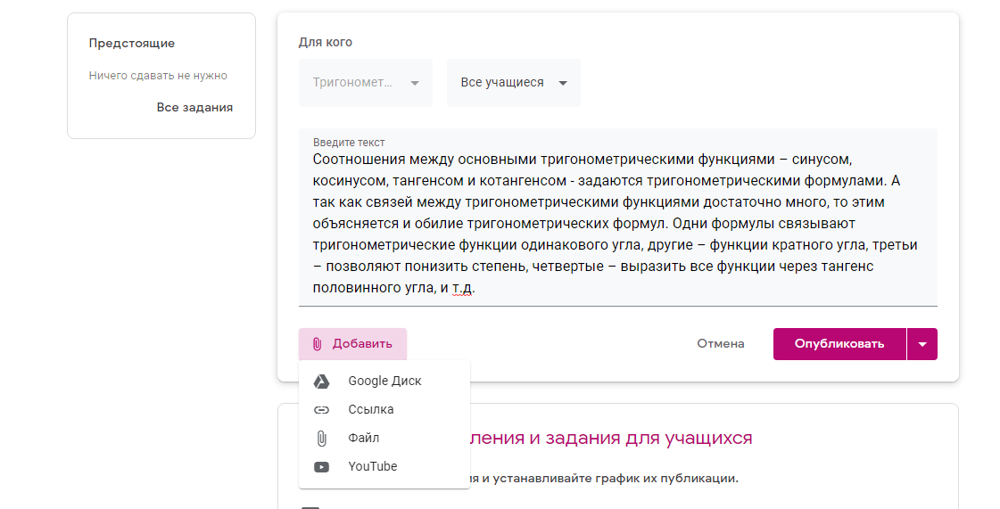 Предстоящие
Ничего сдавать не нужно
Все задания
Для кого
Тригономет...
Все учащиеся
Введите текст
Соотношения между основными тригонометрическими функциями – синусом,
косинусом, тангенсом и котангенсом - задаются тригонометрическими формулами. А
так как связей между тригонометрическими функциями достаточно много, то этим
объясняется и обилие тригонометрических формул. Одни формулы связывают
тригонометрические функции одинакового угла, другие – функции кратного угла, третьи
– позволяют понизить степень, четвертые – выразить все функции через тангенс
половинного угла, и т.д.
Добавить
Отмена
Опубликовать
Google Диск
Ссылка
Файл
YouTube
ления и задания для учащихся
ия и устанавливайте график их публикации.